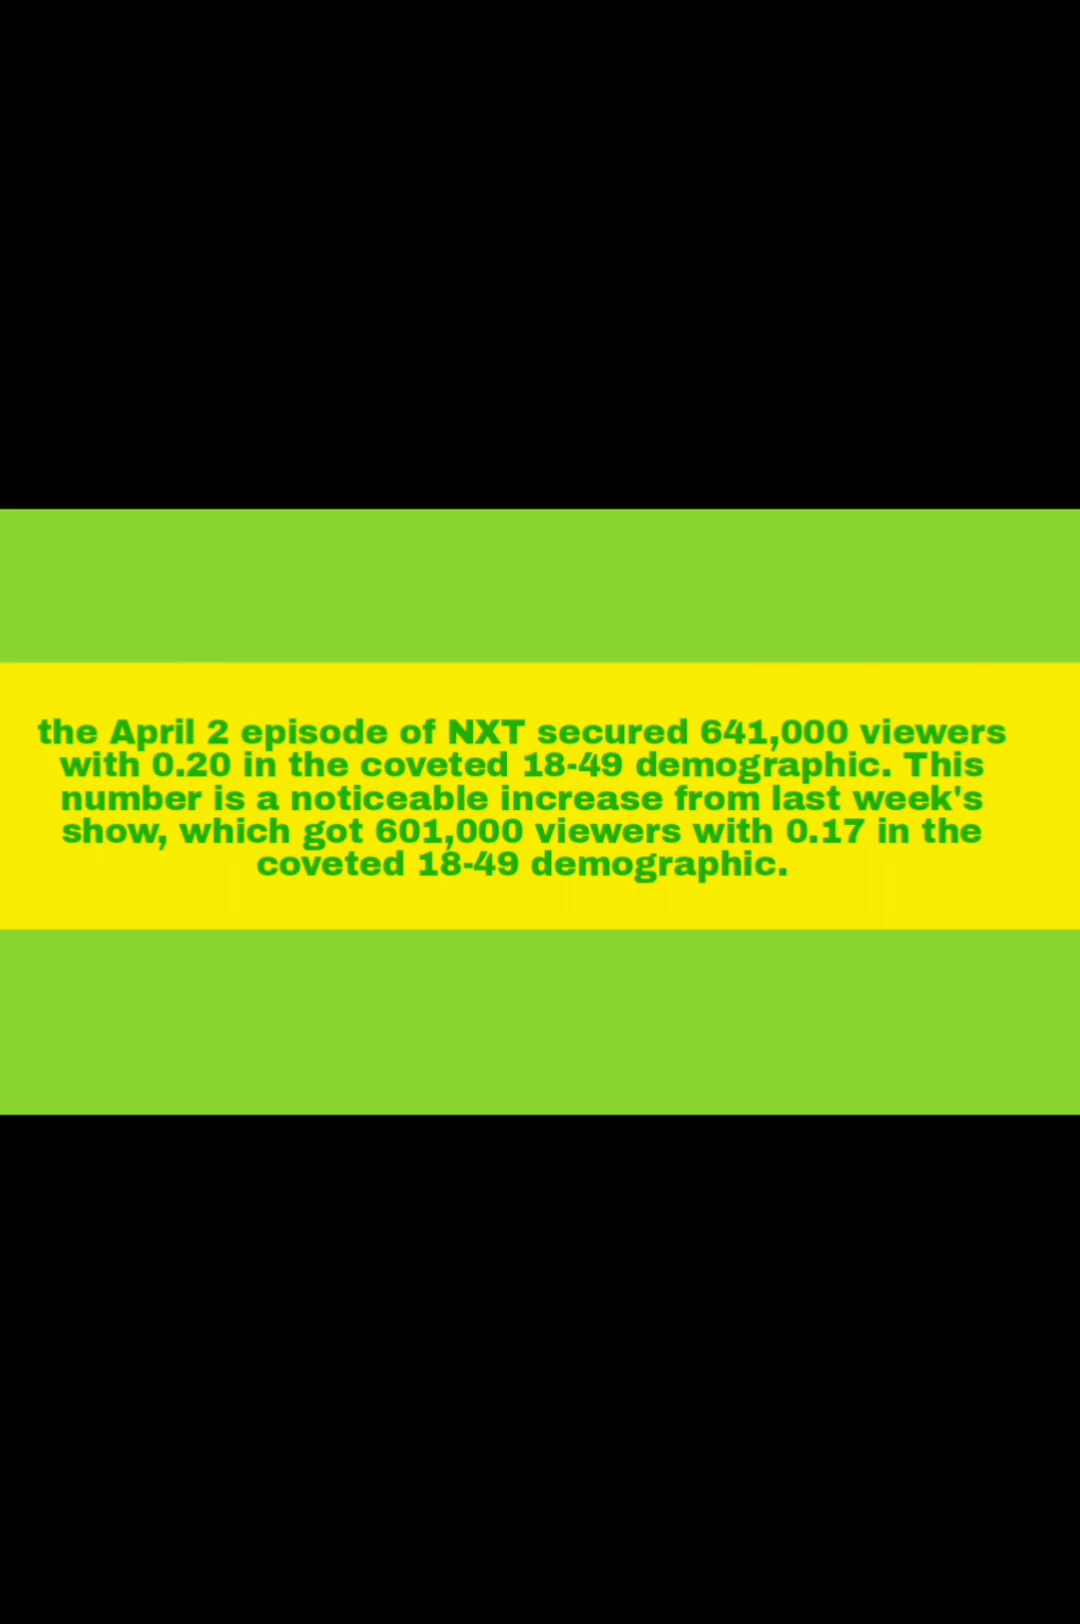 the April 2 episode of NXT secured 641,000 viewers
with 0.20 in the coveted 18-49 demographic. This
number is a noticeable increase from last week's
show, which got 601,000 viewers with 0.17 in the
coveted 18-49 demographic.